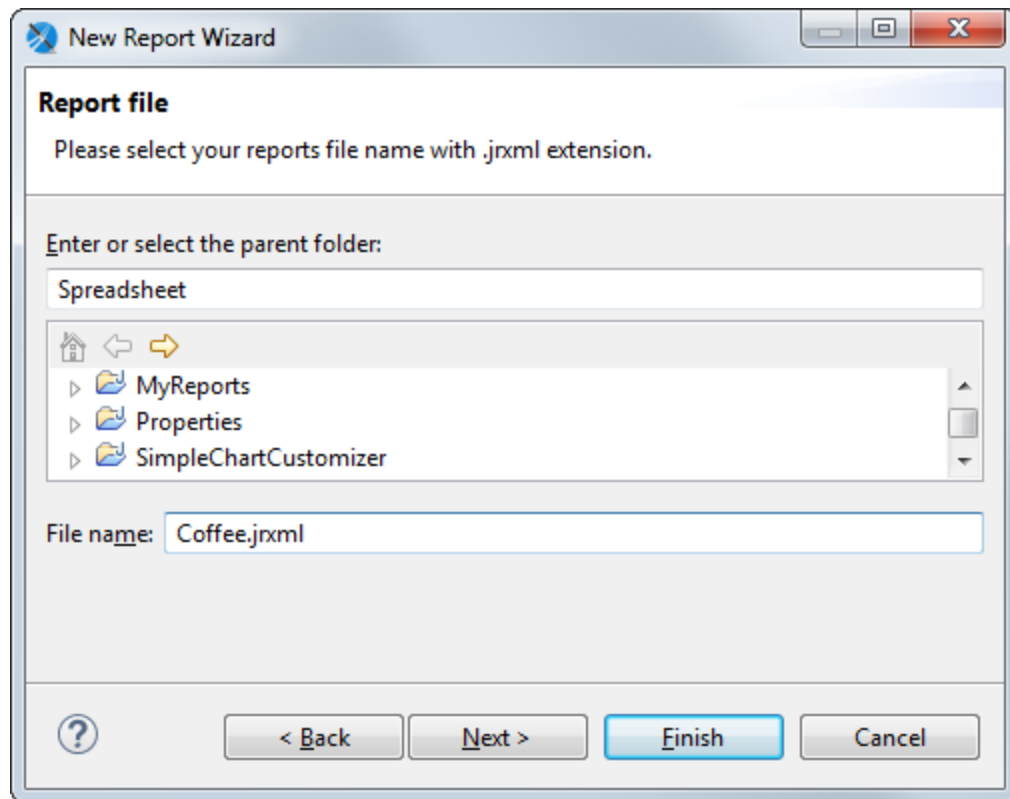 New Report Wizard
Report file
Please select your reports file name with .jrxml extension.
Enter or select the parent folder:
Spreadsheet
MyReports
Properties
SimpleChartCustomizer
File name: Coffee.jrxml
? < Back Next > Finish Cancel